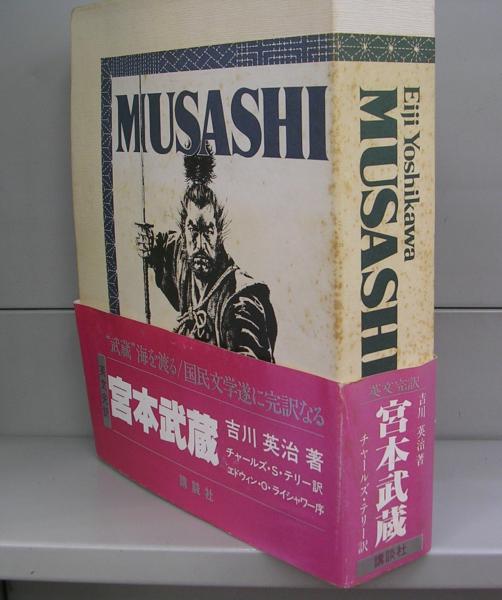 MUSASHI
"武蔵"海を渡る/国民文学遂に完訳なる
英文完訳
宮本武蔵
吉川英治著
チャールズ・S・テリー訳
エドウィン・O・ライシャワー序
講談社
Eiji Yoshikawa
MUSASHI
英文完訳
宮本武蔵
吉川英治著
チャールズ・テリー訳
講談社